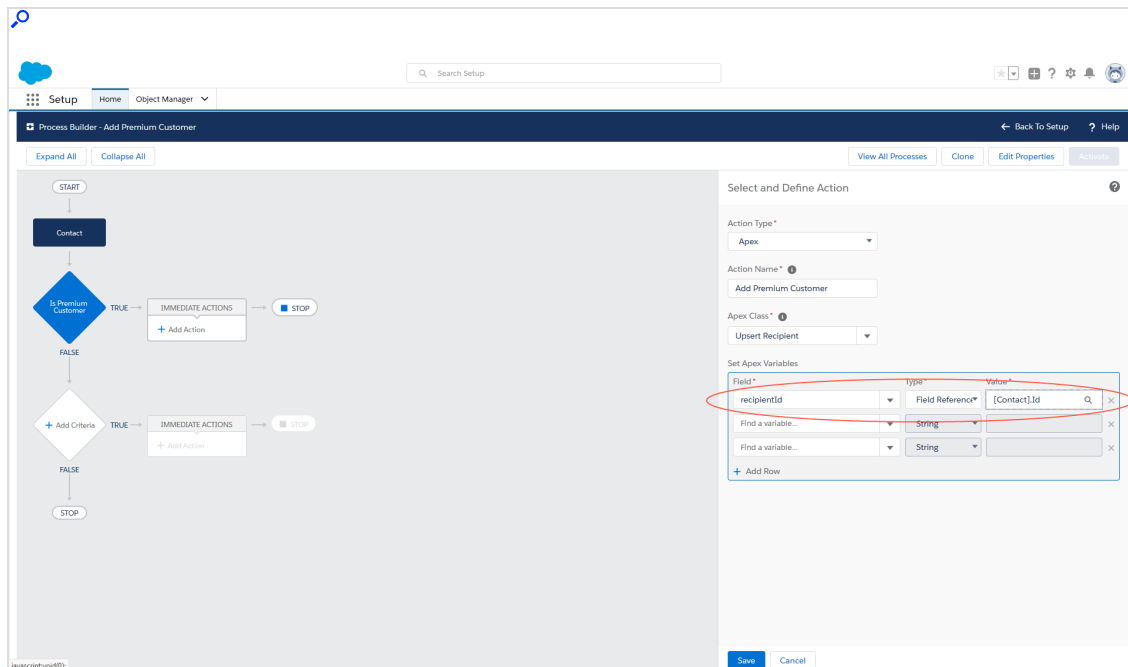 Search Setup
Setup Home Object Manager
Process Builder - Add Premium Customer Back To Setup ? Help
Expand All Collapse All View All Processes Clone Edit Properties Activate
START
Contact
Is Premium
Customer
TRUE IMMEDIATE ACTIONS STOP
+ Add Action
FALSE
+ Add Criteria TRUE IMMEDIATE ACTIONS STOP
+ Add Action
FALSE
STOP
Select and Define Action
Action Type*
Apex
Action Name*
Add Premium Customer
Apex Class*
Upsert Recipient
Set Apex Variables
Field* Type* Value*
recipientId Field Reference [Contact].Id
Find a variable... String
Find a variable... String
+ Add Row
Save Cancel
javascript:void(0);